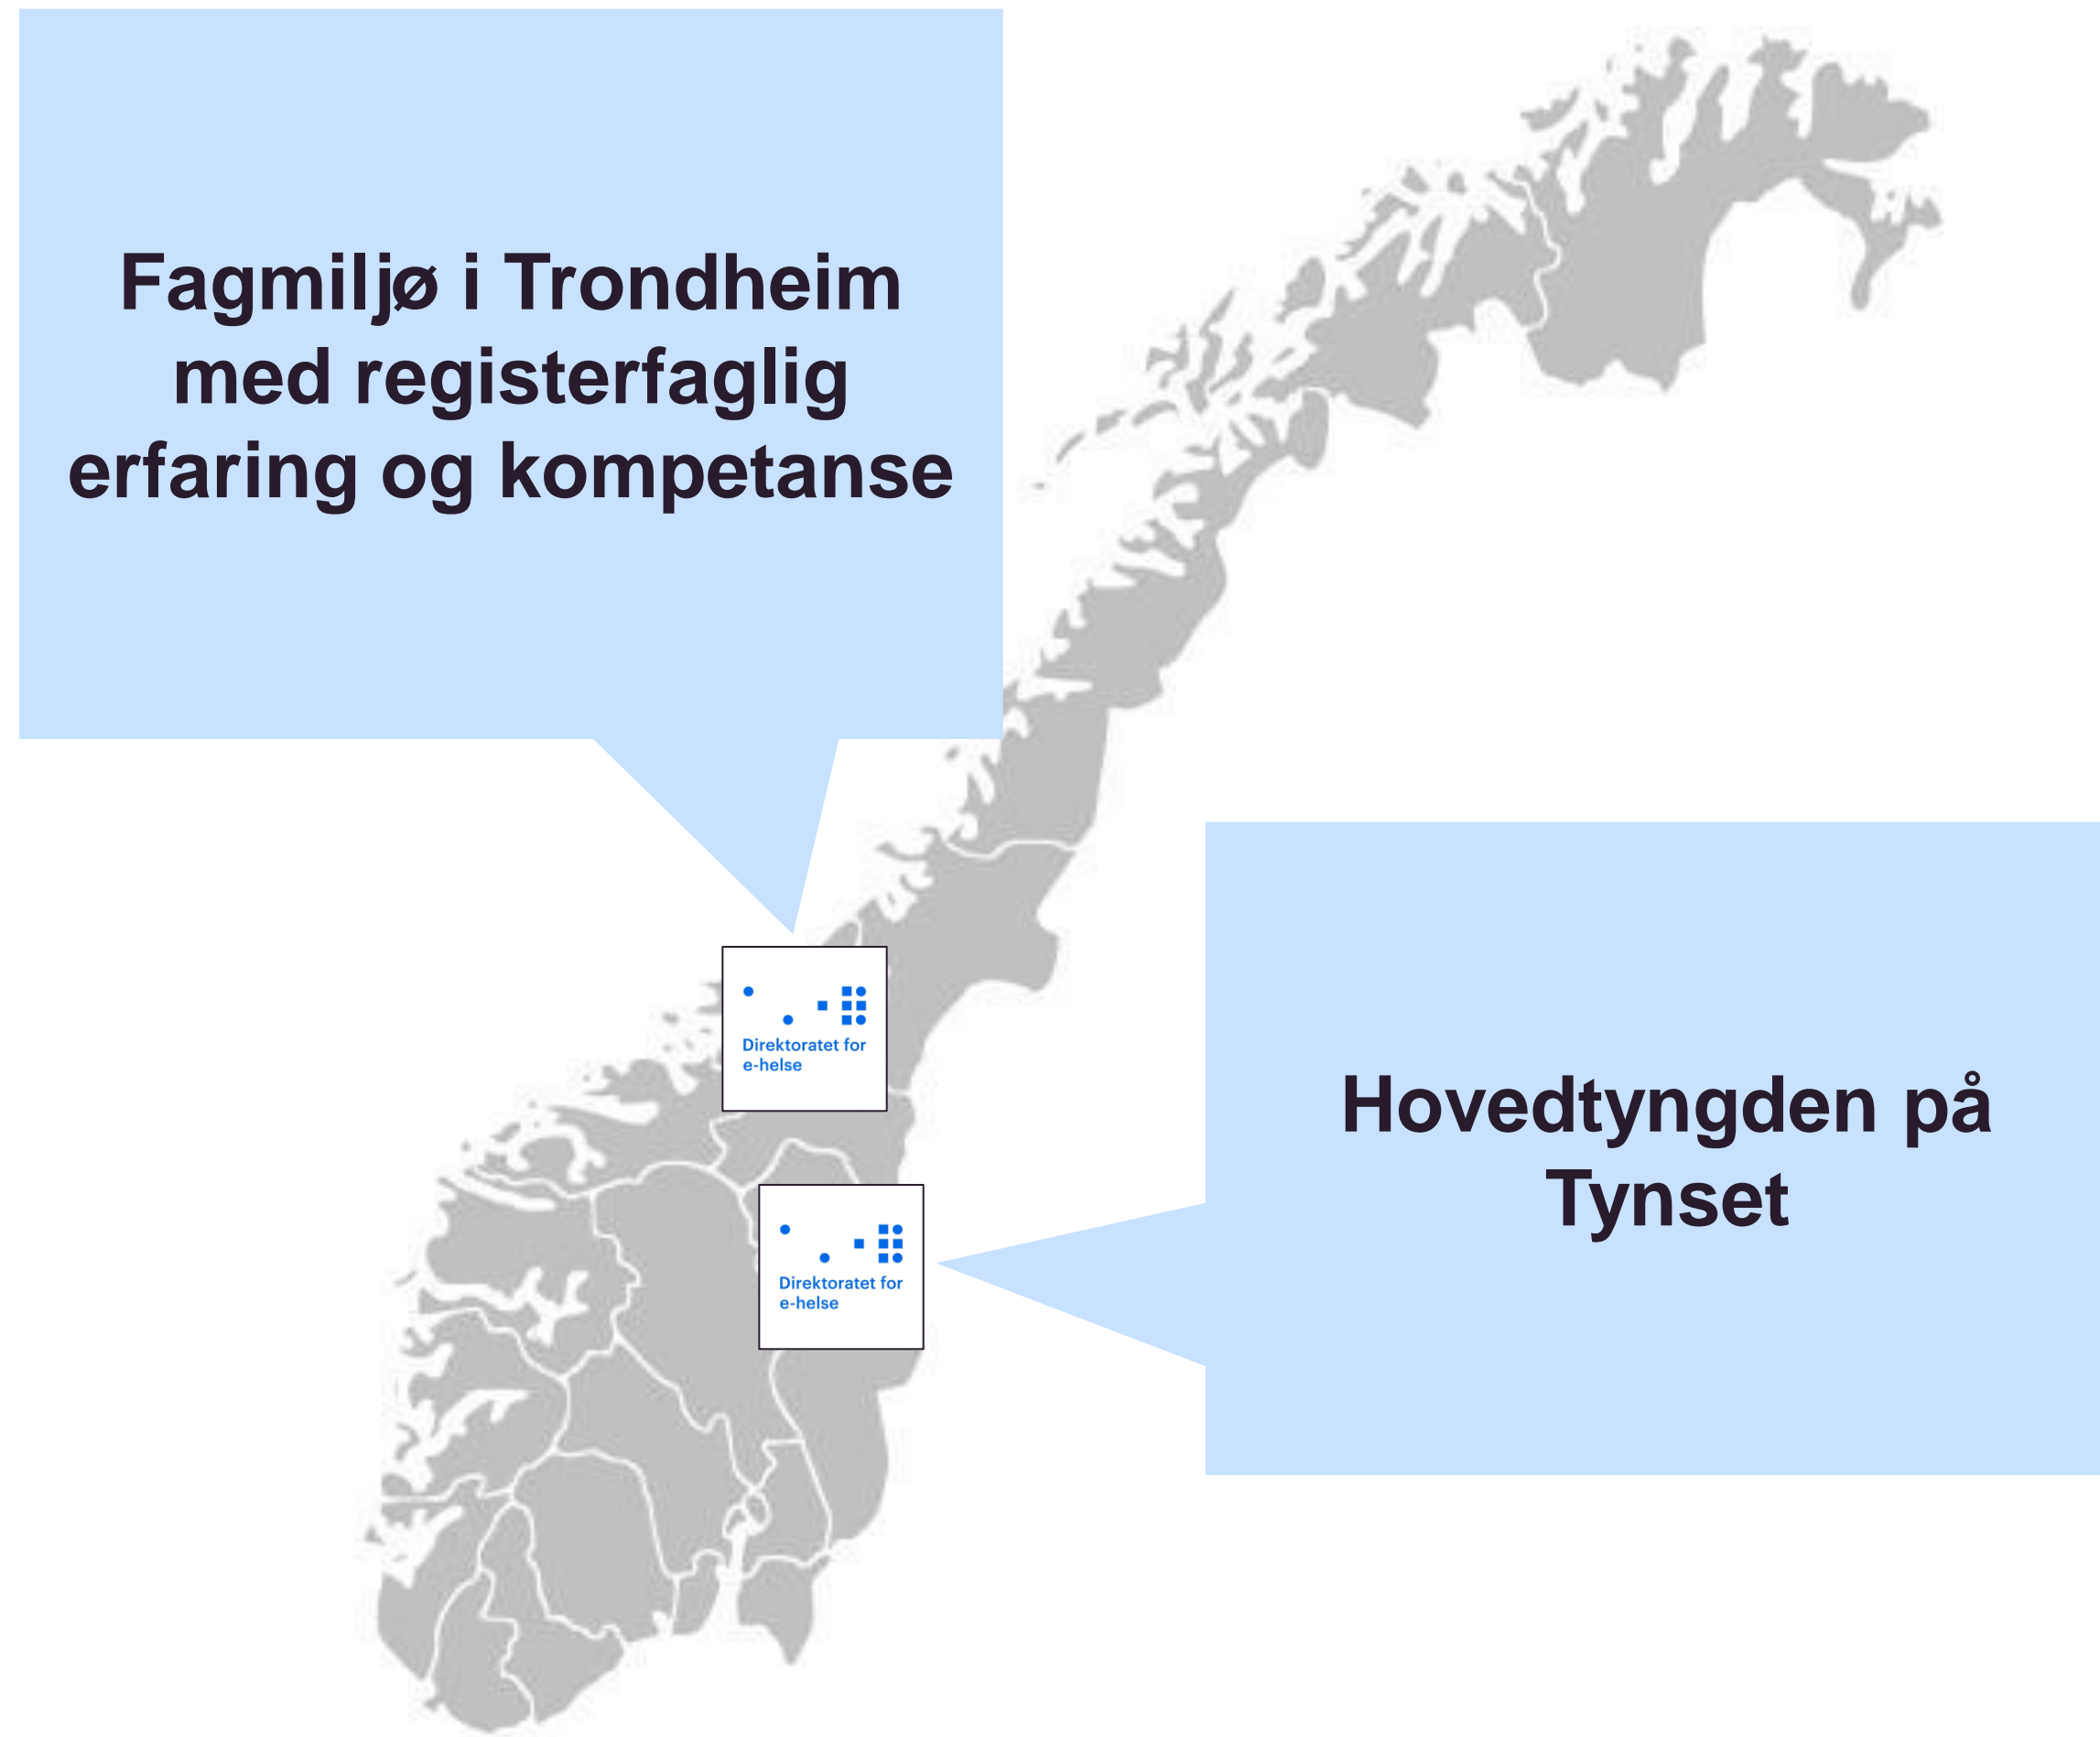 Fagmiljø i Trondheim
med registerfaglig
erfaring og kompetanse
Direktoratet for
e-helse
Hovedtyngden på
Tynset
Direktoratet for
e-helse